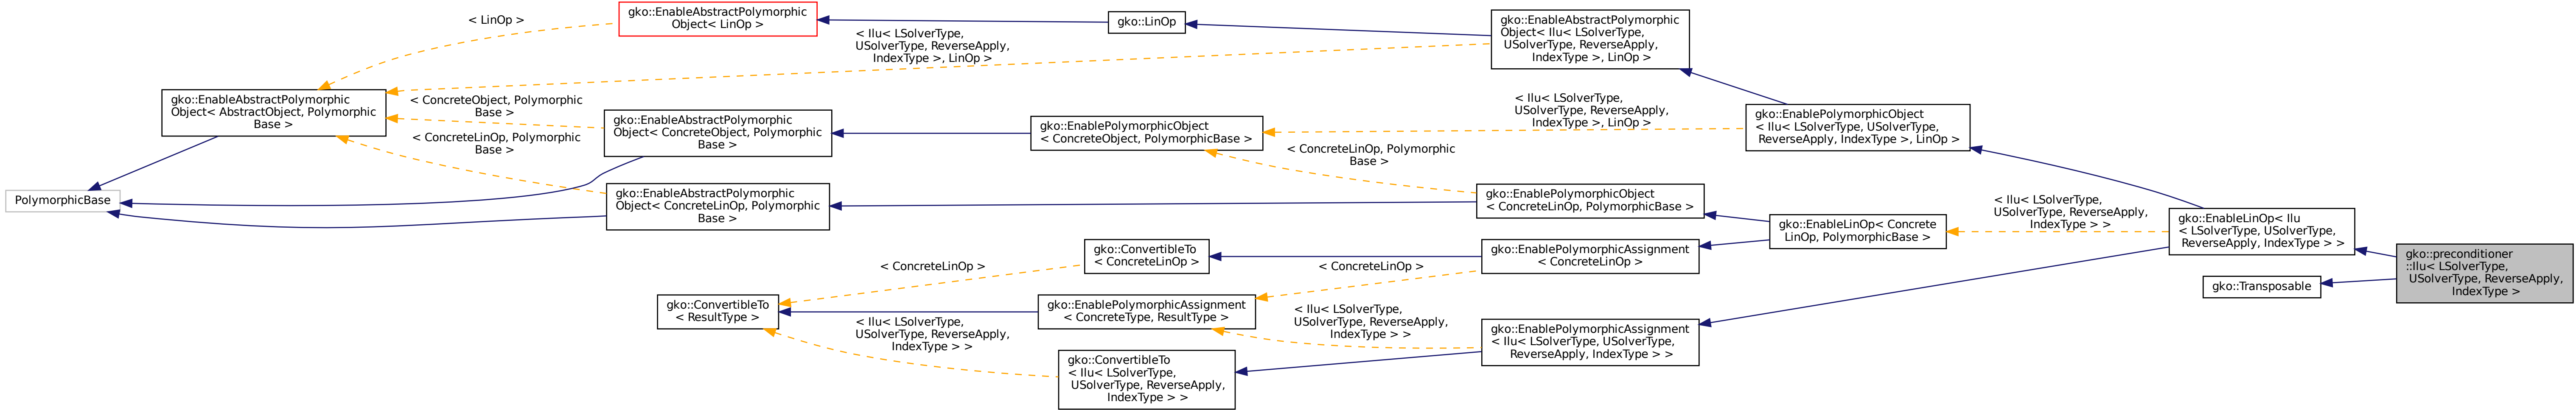 PolymorphicBase
gko::EnableAbstractPolymorphic
Object< AbstractObject, Polymorphic
Base >
< LinOp >
< ConcreteObject, Polymorphic
Base >
< ConcreteLinOp, Polymorphic
Base >
gko::EnableAbstractPolymorphic
Object< LinOp >
gko::EnableAbstractPolymorphic
Object< ConcreteObject, Polymorphic
Base >
gko::EnableAbstractPolymorphic
Object< ConcreteLinOp, Polymorphic
Base >
gko::ConvertibleTo
< ResultType >
< Ilu< LSolverType,
USolverType, ReverseApply,
IndexType >, LinOp >
< ConcreteLinOp >
< Ilu< LSolverType,
USolverType, ReverseApply,
IndexType > >
gko::LinOp
gko::EnablePolymorphicObject
< ConcreteObject, PolymorphicBase >
gko::ConvertibleTo
< ConcreteLinOp >
gko::EnablePolymorphicAssignment
< ConcreteType, ResultType >
gko::ConvertibleTo
< Ilu< LSolverType,
USolverType, ReverseApply,
IndexType > >
< ConcreteLinOp, Polymorphic
Base >
< ConcreteLinOp >
< Ilu< LSolverType,
USolverType, ReverseApply,
IndexType > >
gko::EnableAbstractPolymorphic
Object< Ilu< LSolverType,
USolverType, ReverseApply,
IndexType >, LinOp >
< Ilu< LSolverType,
USolverType, ReverseApply,
IndexType >, LinOp >
gko::EnablePolymorphicObject
< ConcreteLinOp, PolymorphicBase >
gko::EnablePolymorphicAssignment
< ConcreteLinOp >
gko::EnablePolymorphicAssignment
< Ilu< LSolverType, USolverType,
ReverseApply, IndexType > >
gko::EnablePolymorphicObject
< Ilu< LSolverType, USolverType,
ReverseApply, IndexType >, LinOp >
gko::EnableLinOp< Concrete
LinOp, PolymorphicBase >
< Ilu< LSolverType,
USolverType, ReverseApply,
IndexType > >
gko::EnableLinOp< Ilu
< LSolverType, USolverType,
ReverseApply, IndexType > >
gko::Transposable
gko::preconditioner
::Ilu< LSolverType,
USolverType, ReverseApply,
IndexType >